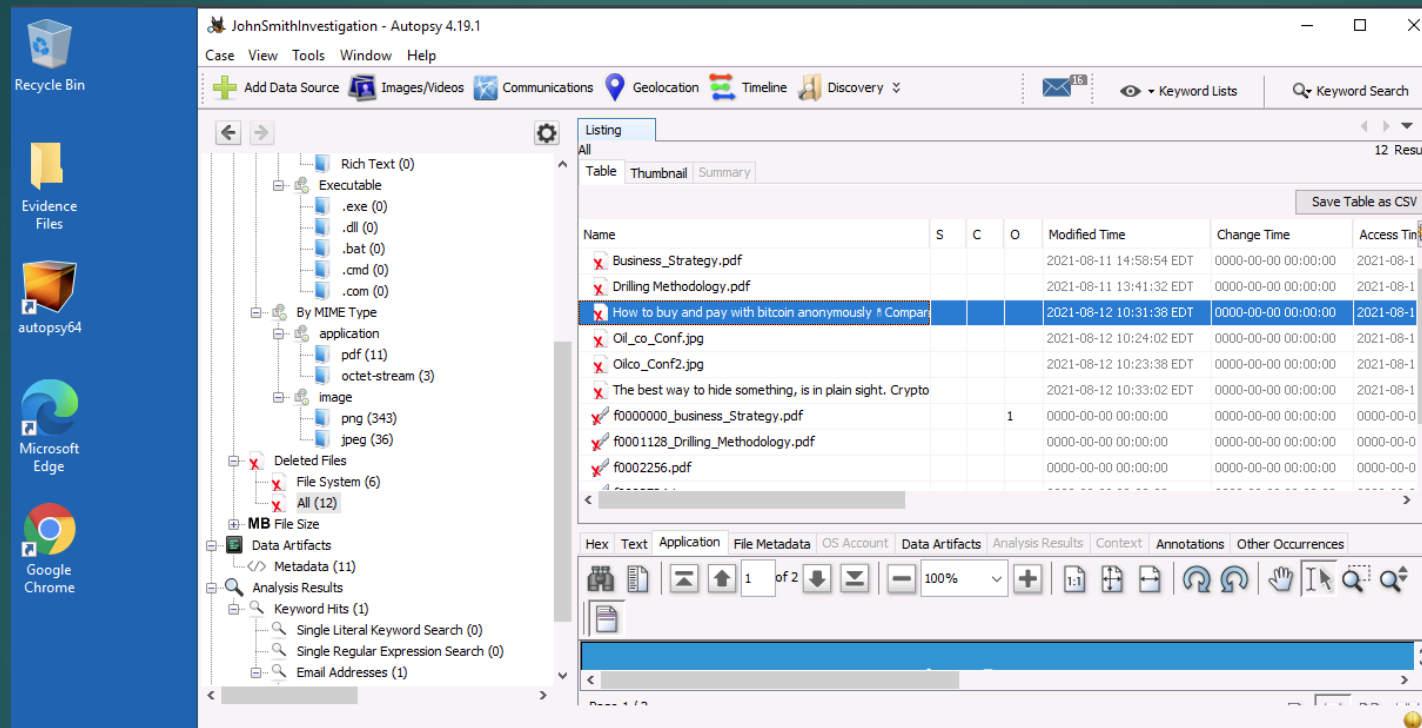 JohnSmithInvestigation - Autopsy 4.19.1
Case View Tools Window Help
Add Data Source Images/Videos Communications Geolocation Timeline Discovery 16 Keyword Lists Keyword Search
Recycle Bin
Evidence
Files
autopsy64
Microsoft
Edge
Google
Chrome
Rich Text (0)
Executable
.exe (0)
.dll (0)
.bat (0)
.cmd (0)
.com (0)
By MIME Type
application
pdf (11)
octet-stream (3)
image
png (343)
jpeg (36)
Deleted Files
File System (6)
All (12)
MB File Size
Data Artifacts
Metadata (11)
Analysis Results
Keyword Hits (1)
Single Literal Keyword Search (0)
Single Regular Expression Search (0)
Email Addresses (1)
Listing
All 12 Resu
Table Thumbnail Summary
Save Table as CSV
Name S C O Modified Time Change Time Access Tim
Business_Strategy.pdf 2021-08-11 14:58:54 EDT 0000-00-00 00:00:00 2021-08-1
Drilling Methodology.pdf 2021-08-11 13:41:32 EDT 0000-00-00 00:00:00 2021-08-1
How to buy and pay with bitcoin anonymously Compari 2021-08-12 10:31:38 EDT 0000-00-00 00:00:00 2021-08-1
Oil_co_Conf.jpg 2021-08-12 10:24:02 EDT 0000-00-00 00:00:00 2021-08-1
Oilco_Conf2.jpg 2021-08-12 10:23:38 EDT 0000-00-00 00:00:00 2021-08-1
The best way to hide something, is in plain sight. Crypto 2021-08-12 10:33:02 EDT 0000-00-00 00:00:00 2021-08-1
f0000000_business_Strategy.pdf 1 0000-00-00 00:00:00 0000-00-00 00:00:00 0000-00-0
f0001128_Drilling_Methodology.pdf 0000-00-00 00:00:00 0000-00-00 00:00:00 0000-00-0
f0002256.pdf 0000-00-00 00:00:00 0000-00-00 00:00:00 0000-00-0
Hex Text Application File Metadata OS Account Data Artifacts Analysis Results Context Annotations Other Occurrences
1 of 2 100% 1:1